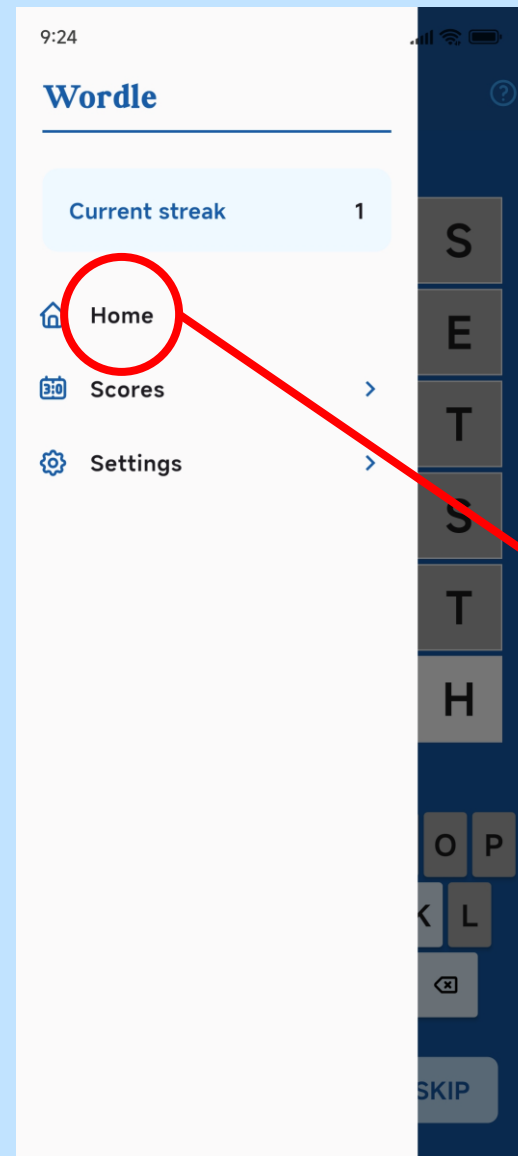 9:24
Wordle
Current streak 1
S
Home
E
Scores
T
Settings
S
T
H
O P
K L
SKIP